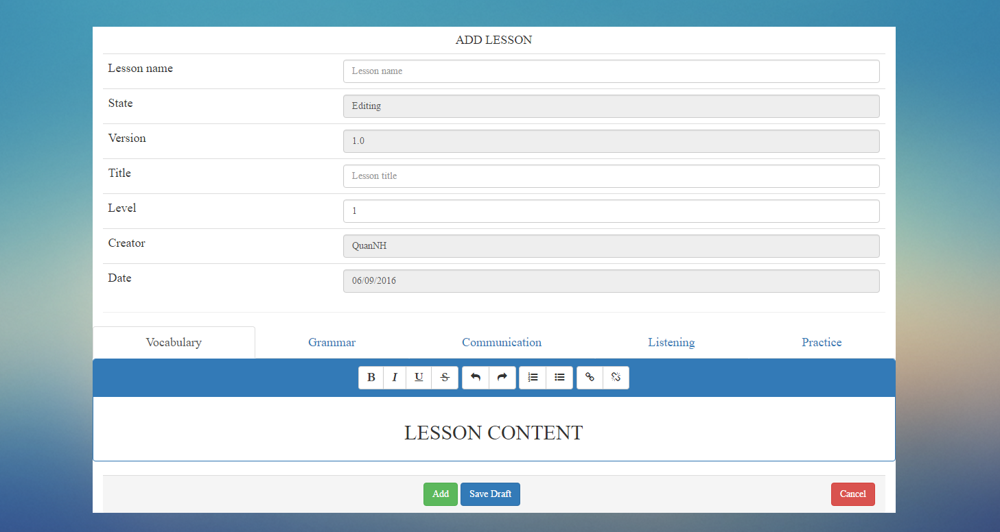 ADD LESSON
Lesson name Lesson name
State Editing
Version 1.0
Title Lesson title
Level 1
Creator QuanNH
Date 06/09/2016
Vocabulary Grammar Communication Listening Practice
B I U S
LESSON CONTENT
Add Save Draft Cancel